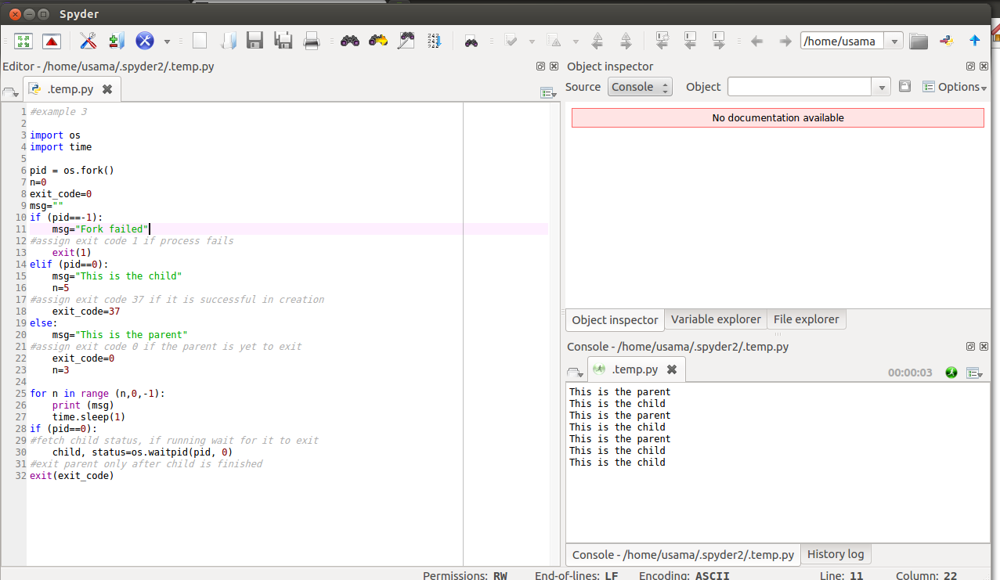 Spyder
/home/usama
Editor - /home/usama/.spyder2/.temp.py
.temp.py
1 #example 3
2
3 import os
4 import time
5
6 pid = os.fork()
7 n=0
8 exit_code=0
9 msg=""
10 if (pid==-1):
11     msg="Fork failed"
12 #assign exit code 1 if process fails
13     exit(1)
14 elif (pid==0):
15     msg="This is the child"
16     n=5
17 #assign exit code 37 if it is successful in creation
18     exit_code=37
19 else:
20     msg="This is the parent"
21 #assign exit code 0 if the parent is yet to exit
22     exit_code=0
23     n=3
24
25 for n in range (n,0,-1):
26     print (msg)
27     time.sleep(1)
28 if (pid==0):
29 #fetch child status, if running wait for it to exit
30     child, status=os.waitpid(pid, 0)
31 #exit parent only after child is finished
32 exit(exit_code)
Object inspector
Source Console Object Options
No documentation available
Object inspector Variable explorer File explorer
Console - /home/usama/.spyder2/.temp.py
.temp.py 00:00:03
This is the parent
This is the child
This is the parent
This is the child
This is the parent
This is the child
This is the child
Console - /home/usama/.spyder2/.temp.py History log
Permissions: RW End-of-lines: LF Encoding: ASCII Line: 11 Column: 22